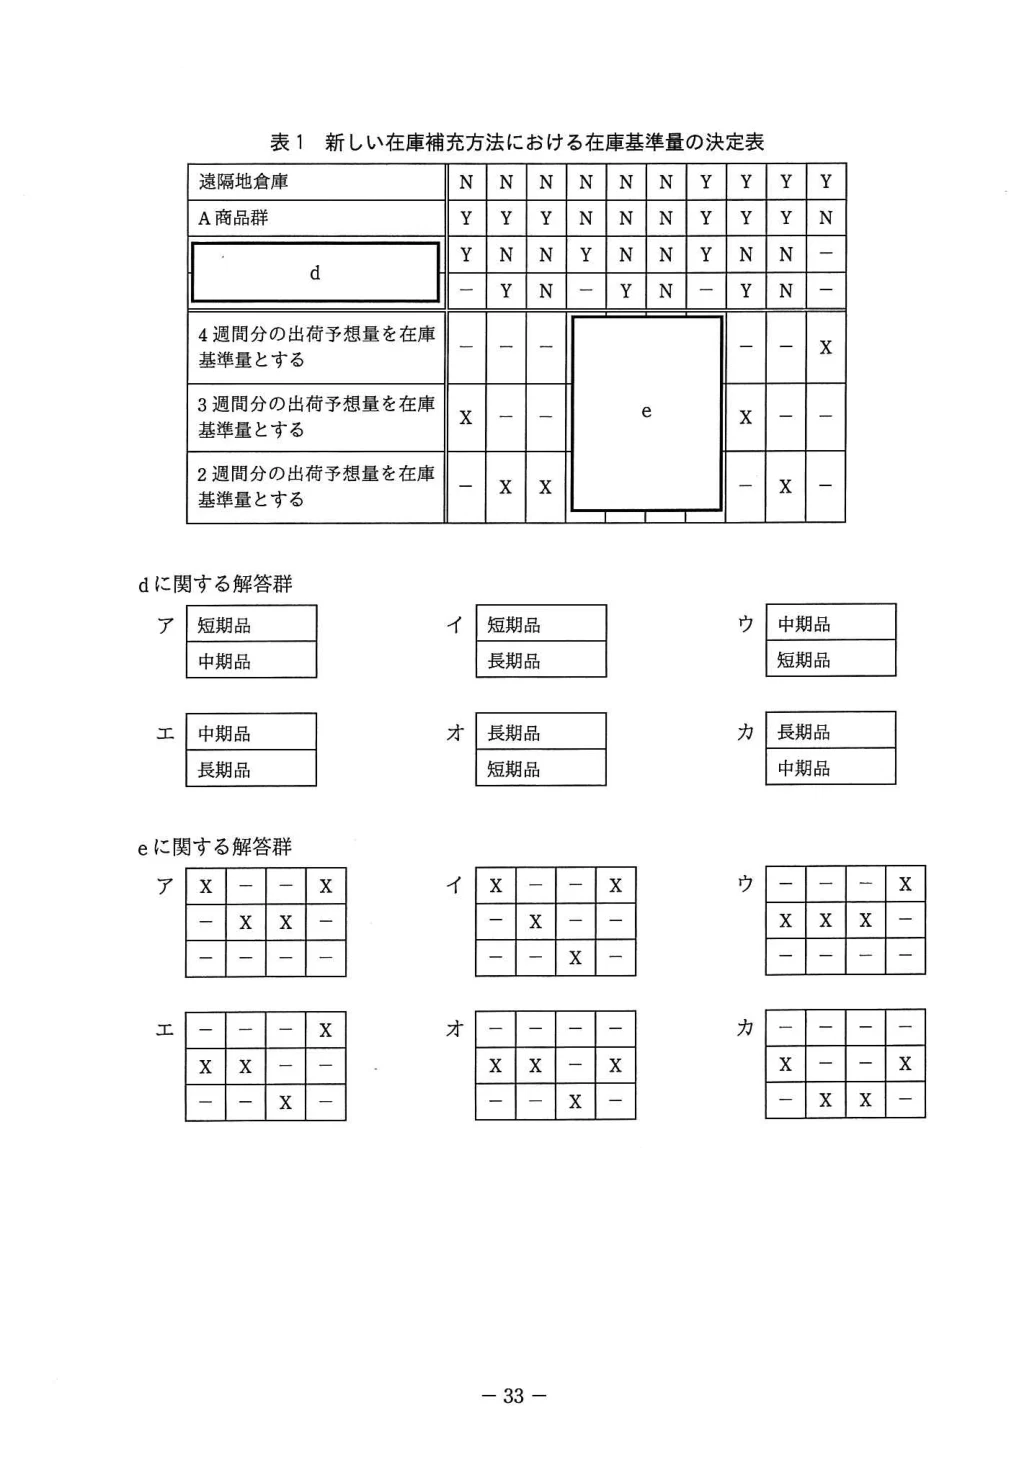 表1 新しい在庫補充方法における在庫基準量の決定表
遠隔地倉庫 N N N N N N Y Y Y Y
A商品群 Y Y Y N N N Y Y Y N
d
Y N N Y N N Y N N －
－ Y N － Y N － Y N －
4週間分の出荷予想量を在庫
基準量とする
－ － － － － X
3週間分の出荷予想量を在庫
基準量とする
X － － e X － －
2週間分の出荷予想量を在庫
基準量とする
－ X X － X －
dに関する解答群
ア 短期品
中期品
イ 短期品
長期品
ウ 中期品
短期品
エ 中期品
長期品
オ 長期品
短期品
カ 長期品
中期品
eに関する解答群
ア X － － X
－ X X －
－ － － －
イ X － － X
－ X － －
－ － X －
ウ － － － X
X X X －
－ － － －
エ － － － X
X X － －
－ － X －
オ － － － －
X X － X
－ － X －
カ － － － －
X － － X
－ X X －
－ 33 －